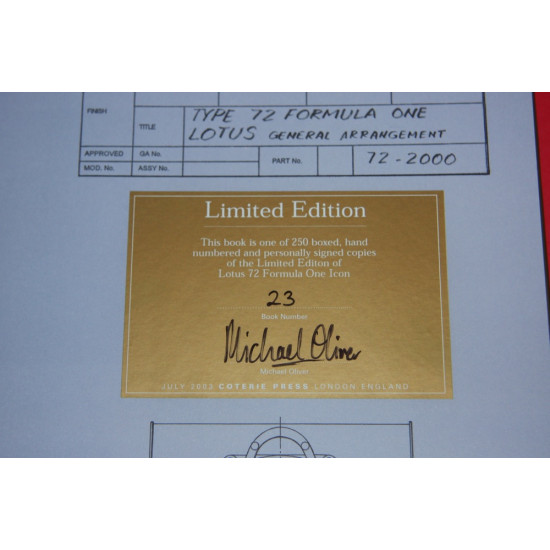 FINISH
TITLE
TYPE 72 FORMULA ONE
LOTUS GENERAL ARRANGEMENT
APPROVED
GA No.
PART No.
72-2000
MOD. No.
ASSY No.
Limited Edition
This book is one of 250 boxed, hand
numbered and personally signed copies
of the Limited Editon of
Lotus 72 Formula One Icon
23
Book Number
Michael Oliver
Michael Oliver
JULY 2003 COTERIE PRESS LONDON, ENGLAND